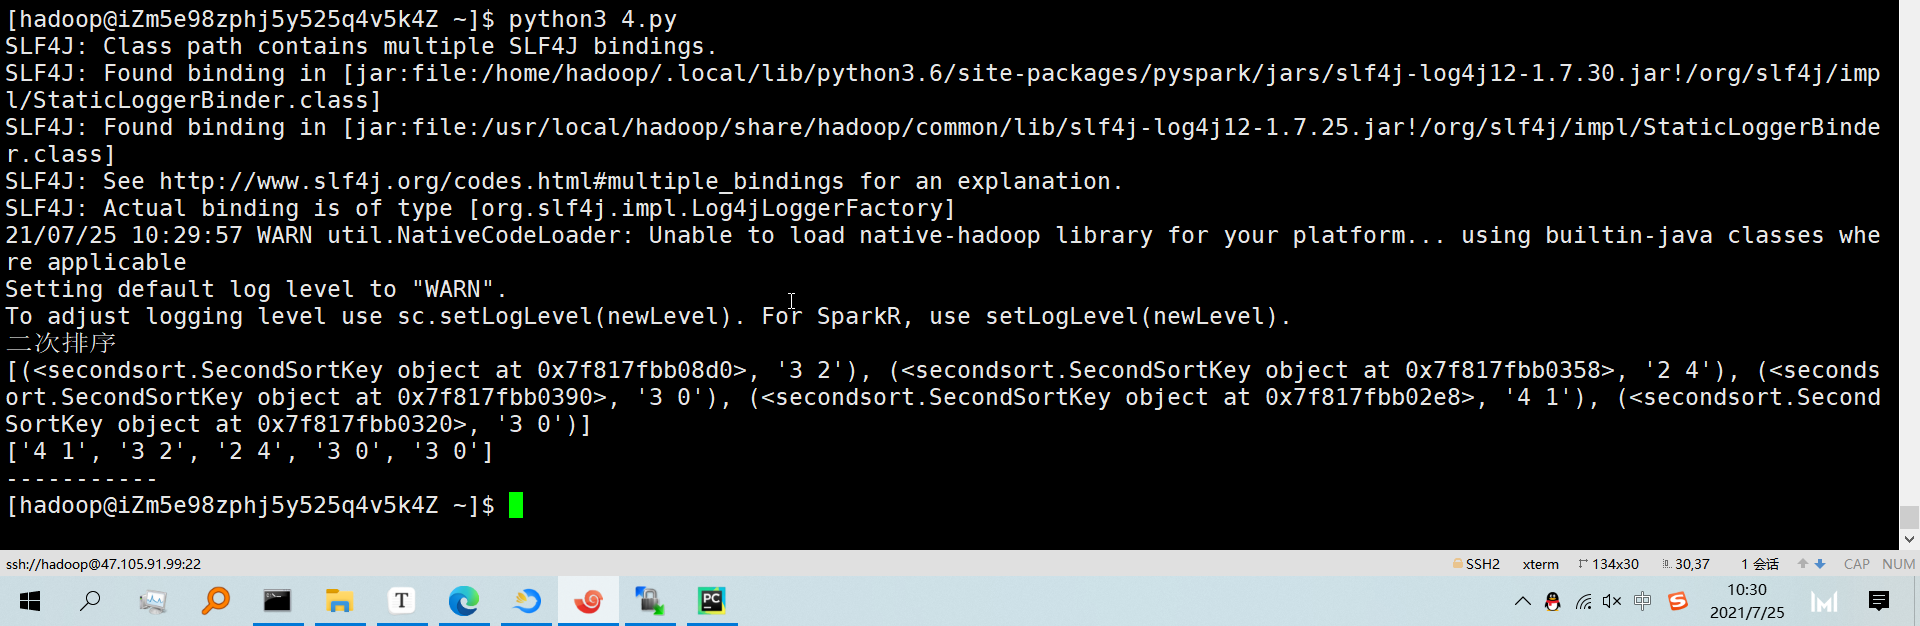 [hadoop@iZm5e98zphj5y525q4v5k4Z ~]$ python3 4.py
SLF4J: Class path contains multiple SLF4J bindings.
SLF4J: Found binding in [jar:file:/home/hadoop/.local/lib/python3.6/site-packages/pyspark/jars/slf4j-log4j12-1.7.30.jar!/org/slf4j/imp
l/StaticLoggerBinder.class]
SLF4J: Found binding in [jar:file:/usr/local/hadoop/share/hadoop/common/lib/slf4j-log4j12-1.7.25.jar!/org/slf4j/impl/StaticLoggerBinde
r.class]
SLF4J: See http://www.slf4j.org/codes.html#multiple_bindings for an explanation.
SLF4J: Actual binding is of type [org.slf4j.impl.Log4jLoggerFactory]
21/07/25 10:29:57 WARN util.NativeCodeLoader: Unable to load native-hadoop library for your platform... using builtin-java classes whe
re applicable
Setting default log level to "WARN".
To adjust logging level use sc.setLogLevel(newLevel). For SparkR, use setLogLevel(newLevel).
二次排序
[(<secondsort.SecondSortKey object at 0x7f817fbb08d0>, '3 2'), (<secondsort.SecondSortKey object at 0x7f817fbb0358>, '2 4'), (<seconds
ort.SecondSortKey object at 0x7f817fbb0390>, '3 0'), (<secondsort.SecondSortKey object at 0x7f817fbb02e8>, '4 1'), (<secondsort.Second
SortKey object at 0x7f817fbb0320>, '3 0')]
['4 1', '3 2', '2 4', '3 0', '3 0']
-----------
[hadoop@iZm5e98zphj5y525q4v5k4Z ~]$
ssh://hadoop@47.105.91.99:22 SSH2 xterm 134x30 30,37 1 会话 CAP NUM
T PC 中 S 10:30
2021/7/25